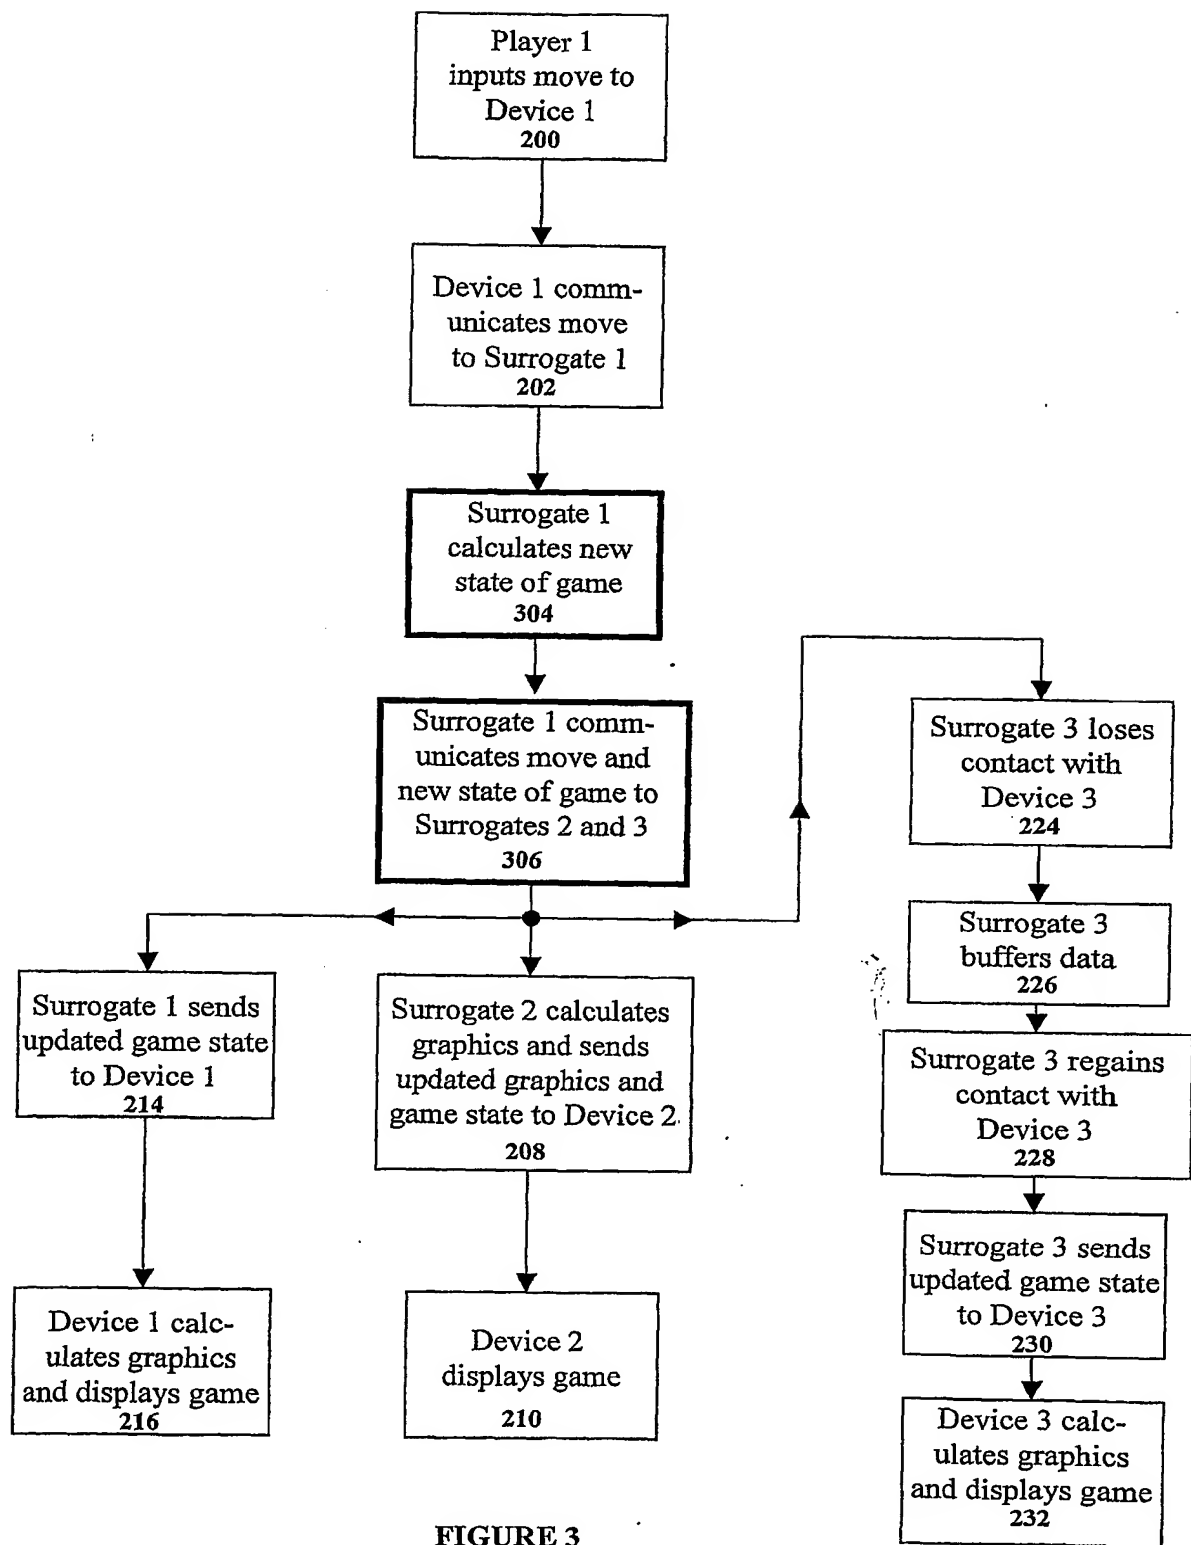 Player 1
inputs move to
Device 1
200
Device 1 comm-
unicates move
to Surrogate 1
202
Surrogate 1
calculates new
state of game
304
Surrogate 1 comm-
unicates move and
new state of game to
Surrogates 2 and 3
306
Surrogate 1 sends
updated game state
to Device 1
214
Device 1 calc-
ulates graphics
and displays game
216
Surrogate 2 calculates
graphics and sends
updated graphics and
game state to Device 2
208
Device 2
displays game
210
Surrogate 3 loses
contact with
Device 3
224
Surrogate 3
buffers data
226
Surrogate 3 regains
contact with
Device 3
228
Surrogate 3 sends
updated game state
to Device 3
230
Device 3 calc-
ulates graphics
and displays game
232
FIGURE 3